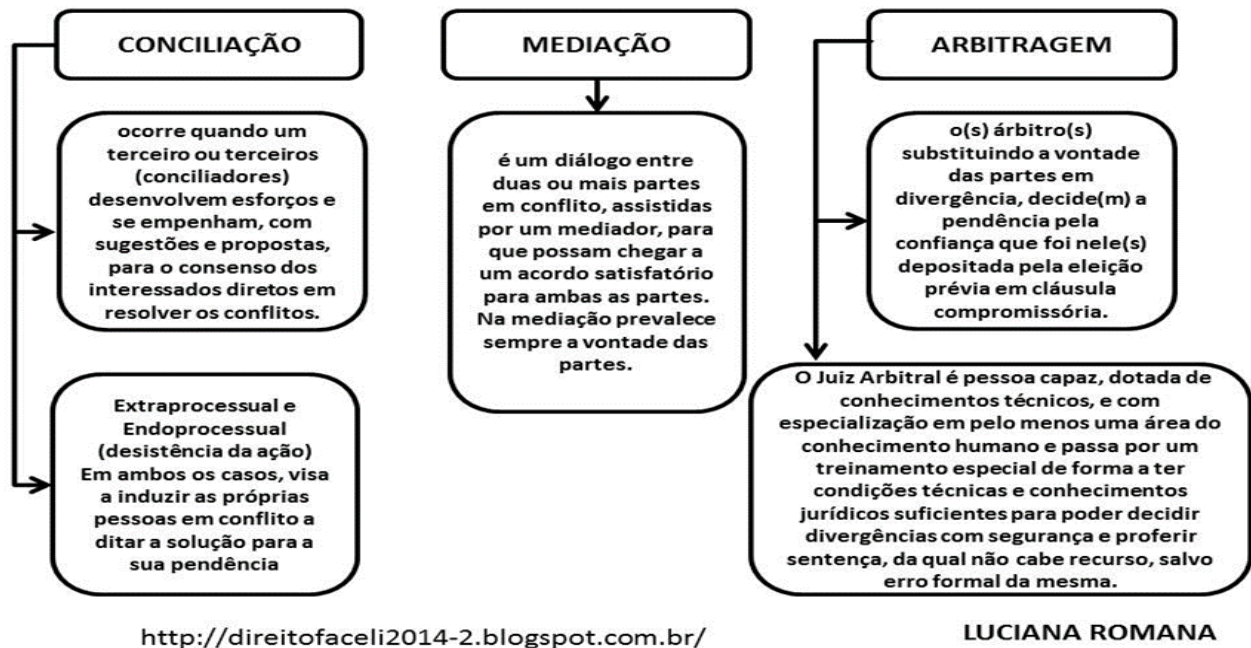 CONCILIAÇÃO
ocorre quando um
terceiro ou terceiros
(conciliadores)
desenvolvem esforços e
se empenham, com
sugestões e propostas,
para o consenso dos
interessados diretos em
resolver os conflitos.
Extraprocessual e
Endoprocessual
(desistência da ação)
Em ambos os casos, visa
a induzir as próprias
pessoas em conflito a
ditar a solução para a
sua pendência
MEDIAÇÃO
é um diálogo entre
duas ou mais partes
em conflito, assistidas
por um mediador, para
que possam chegar a
um acordo satisfatório
para ambas as partes.
Na mediação prevalece
sempre a vontade das
partes.
ARBITRAGEM
o(s) árbitro(s)
substituindo a vontade
das partes em
divergência, decide(m) a
pendência pela
confiança que foi nele(s)
depositada pela eleição
prévia em cláusula
compromissória.
O Juiz Arbitral é pessoa capaz, dotada de
conhecimentos técnicos, e com
especialização em pelo menos uma área do
conhecimento humano e passa por um
treinamento especial de forma a ter
condições técnicas e conhecimentos
jurídicos suficientes para poder decidir
divergências com segurança e proferir
sentença, da qual não cabe recurso, salvo
erro formal da mesma.
http://direitofaceli2014-2.blogspot.com.br/
LUCIANA ROMANA